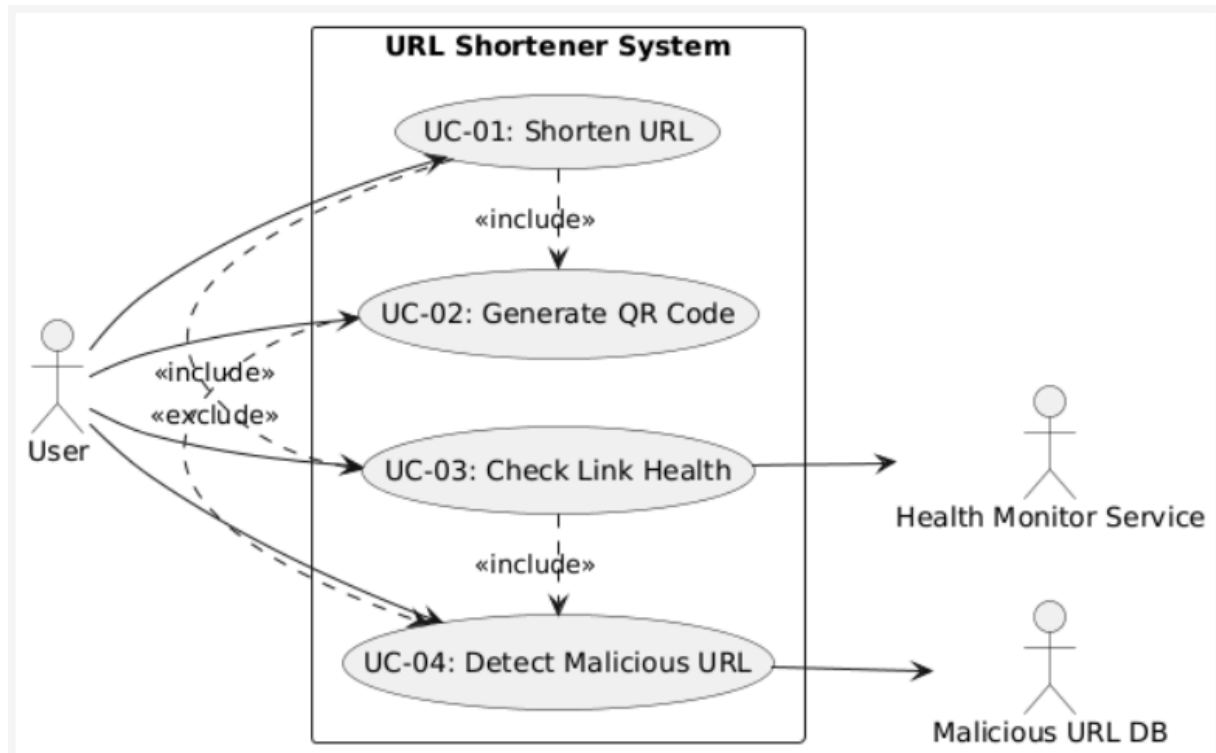 URL Shortener System
UC-01: Shorten URL
«include»
UC-02: Generate QR Code
«include»
«exclude»
User
UC-03: Check Link Health
Health Monitor Service
«include»
UC-04: Detect Malicious URL
Malicious URL DB